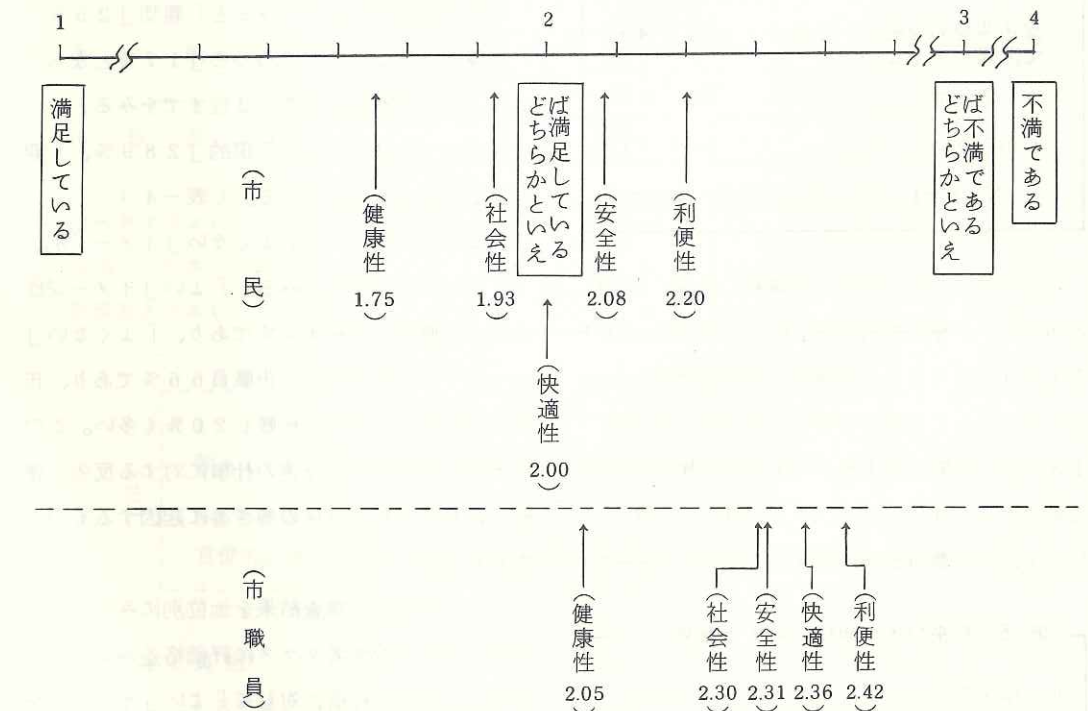 1
2
3
4
満足している
どちらかといえ
ば満足している
どちらかといえ
ば不満である
不満である
（市民）
（健康性 1.75）
（社会性 1.93）
（快適性 2.00）
（安全性 2.08）
（利便性 2.20）
（市職員）
（健康性 2.05）
（社会性 2.30）
（安全性 2.31）
（快適性 2.36）
（利便性 2.42）